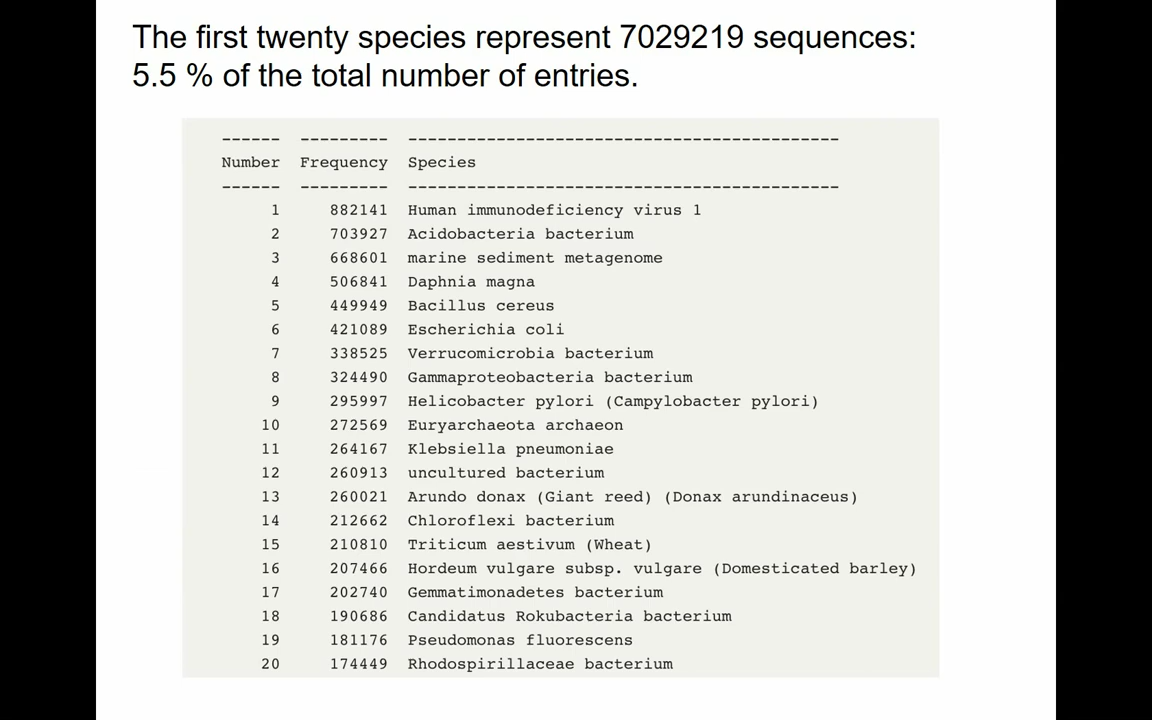 The first twenty species represent 7029219 sequences:
5.5 % of the total number of entries.
------ --------- --------------------------------------------
Number Frequency Species
------ --------- --------------------------------------------
1 882141 Human immunodeficiency virus 1
2 703927 Acidobacteria bacterium
3 668601 marine sediment metagenome
4 506841 Daphnia magna
5 449949 Bacillus cereus
6 421089 Escherichia coli
7 338525 Verrucomicrobia bacterium
8 324490 Gammaproteobacteria bacterium
9 295997 Helicobacter pylori (Campylobacter pylori)
10 272569 Euryarchaeota archaeon
11 264167 Klebsiella pneumoniae
12 260913 uncultured bacterium
13 260021 Arundo donax (Giant reed) (Donax arundinaceus)
14 212662 Chloroflexi bacterium
15 210810 Triticum aestivum (Wheat)
16 207466 Hordeum vulgare subsp. vulgare (Domesticated barley)
17 202740 Gemmatimonadetes bacterium
18 190686 Candidatus Rokubacteria bacterium
19 181176 Pseudomonas fluorescens
20 174449 Rhodospirillaceae bacterium